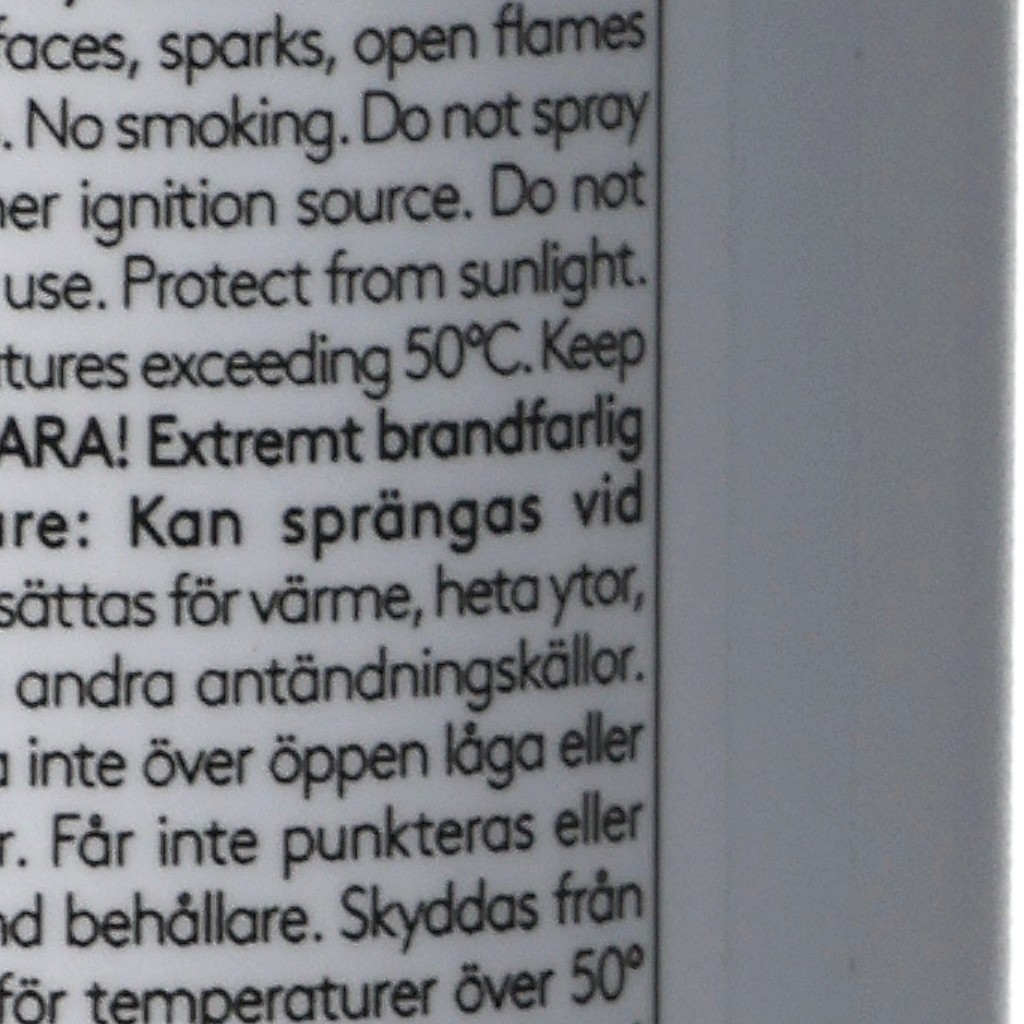 faces, sparks, open flames
. No smoking. Do not spray
her ignition source. Do not
use. Protect from sunlight.
tures exceeding 50°C. Keep
ARA! Extremt brandfarlig
are: Kan sprängas vid
sättas för värme, heta ytor,
andra antändningskällor.
a inte över öppen låga eller
r. Får inte punkteras eller
nd behållare. Skyddas från
för temperaturer över 50°